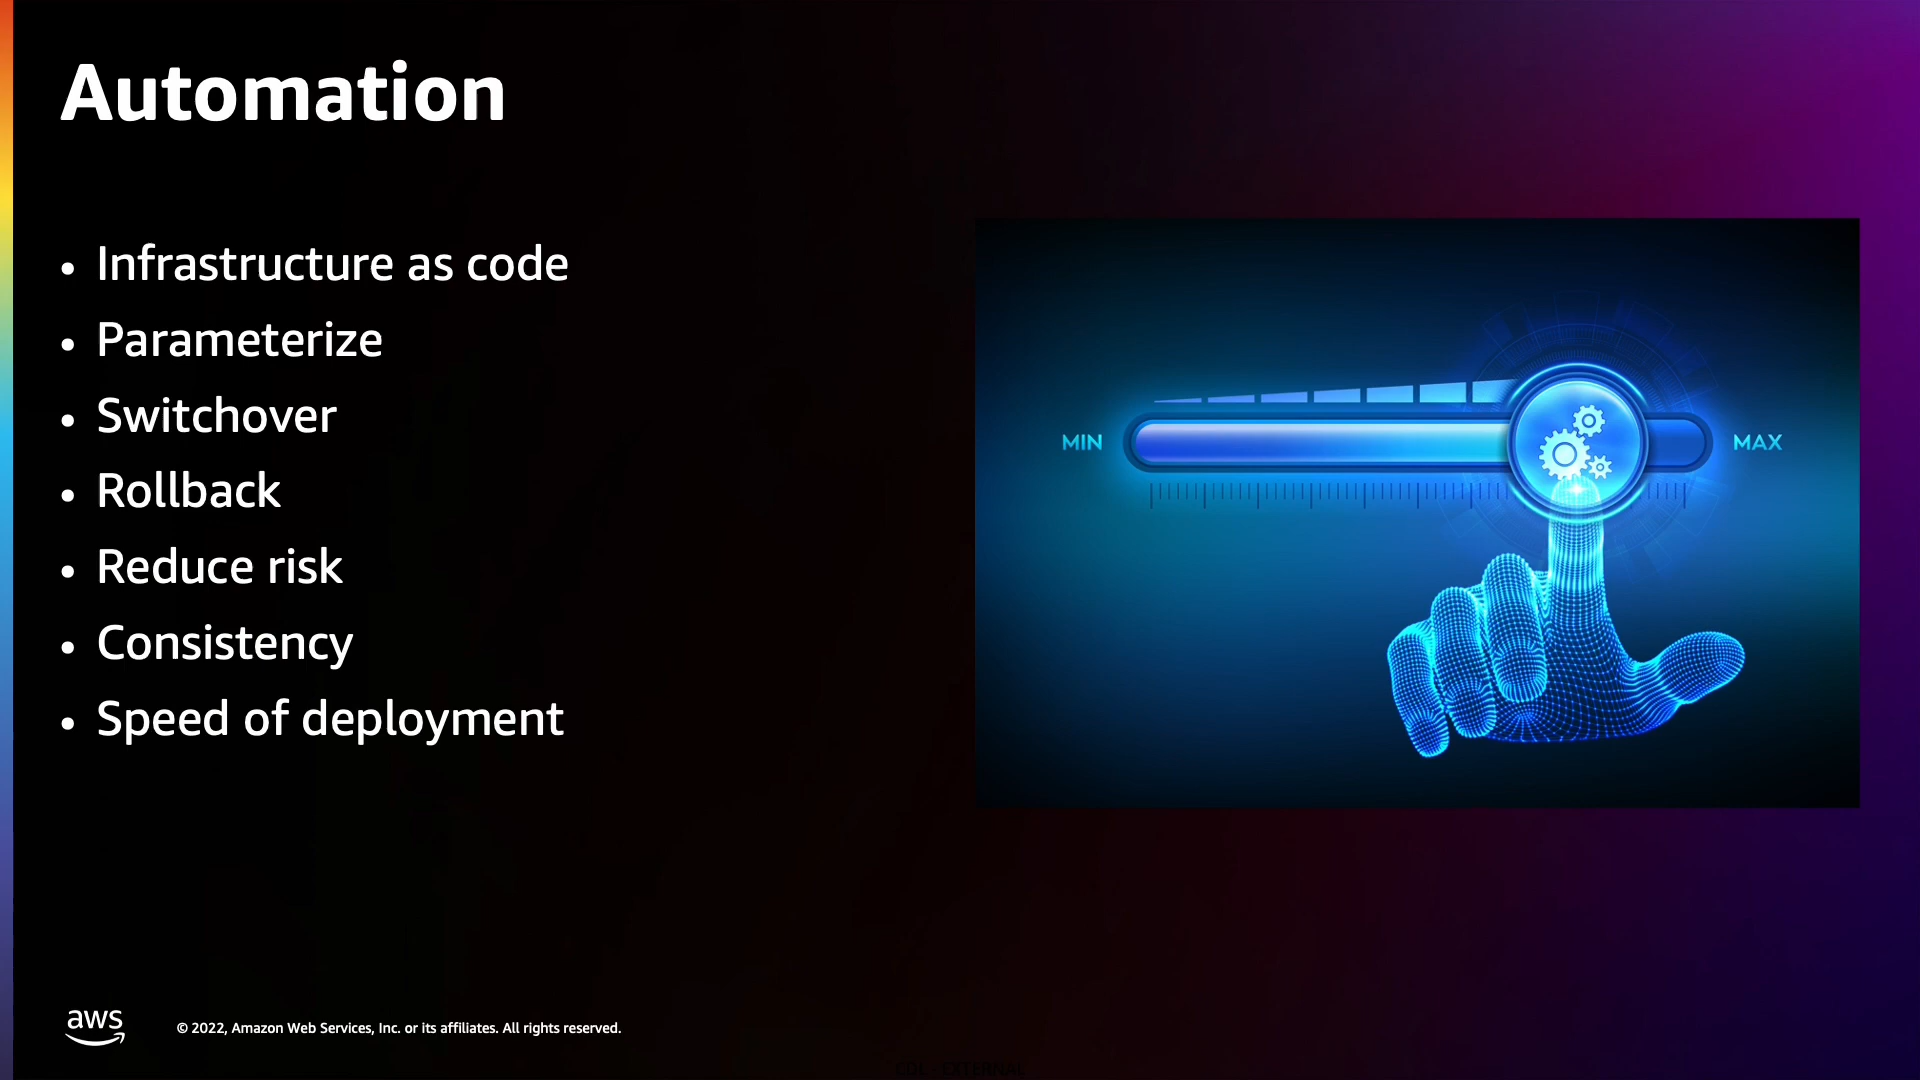 Automation
• Infrastructure as code
• Parameterize
• Switchover
• Rollback
• Reduce risk
• Consistency
• Speed of deployment
MIN
MAX
aws
© 2022, Amazon Web Services, Inc. or its affiliates. All rights reserved.
EXTERNAL